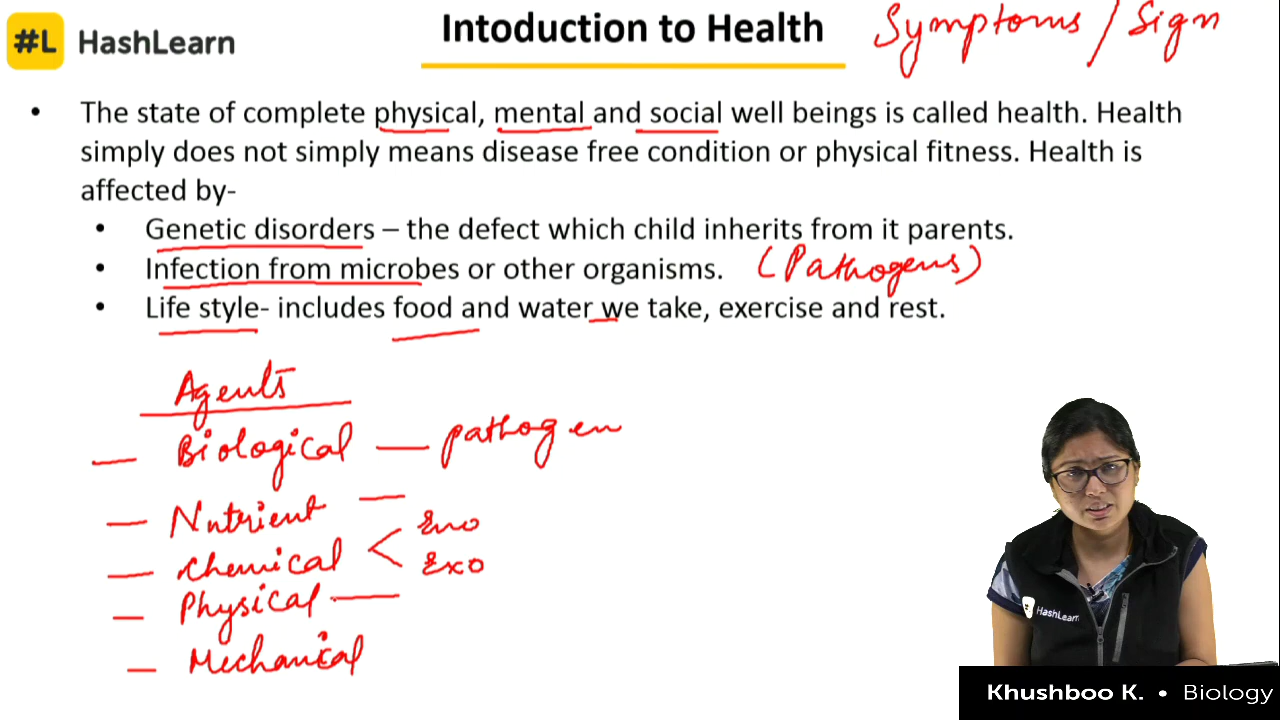 #L HashLearn
Intoduction to Health
Symptoms / Sign
• The state of complete physical, mental and social well beings is called health. Health
simply does not simply means disease free condition or physical fitness. Health is
affected by-
• Genetic disorders – the defect which child inherits from it parents.
• Infection from microbes or other organisms. (Pathogens)
• Life style- includes food and water we take, exercise and rest.
Agents
— Biological — pathogen
— Nutrient —
— Chemical < Eno
Exo
— Physical —
— Mechanical
HashLearn
Khushboo K. • Biology